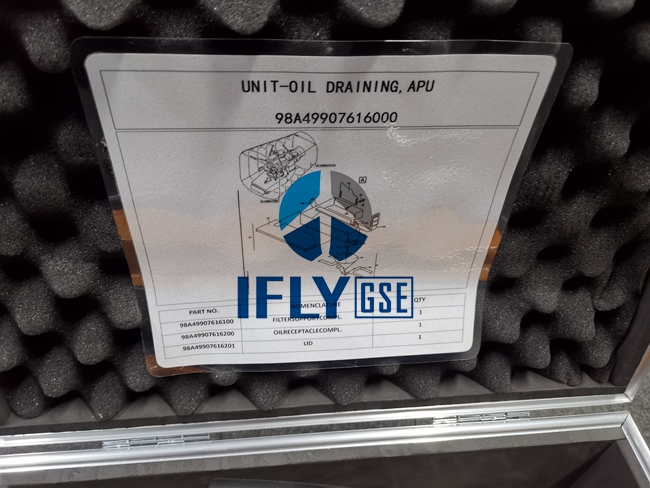 UNIT-OIL DRAINING, APU
98A49907616000
A
IFLY GSE
PART NO. NOMENCLATURE QTY
98A49907616100 FILTERSUPPORTCOMPL. 1
98A49907616200 OILRECEPTACLECOMPL. 1
98A49907616201 LID 1